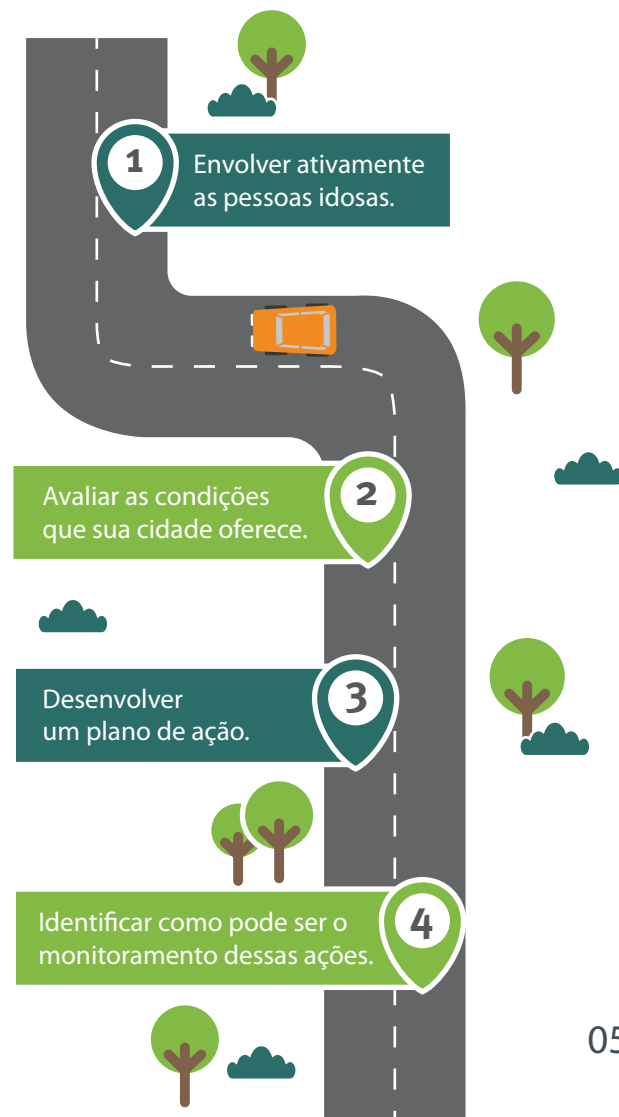 1
Envolver ativamente
as pessoas idosas.
2
Avaliar as condições
que sua cidade oferece.
3
Desenvolver
um plano de ação.
4
Identificar como pode ser o
monitoramento dessas ações.
05